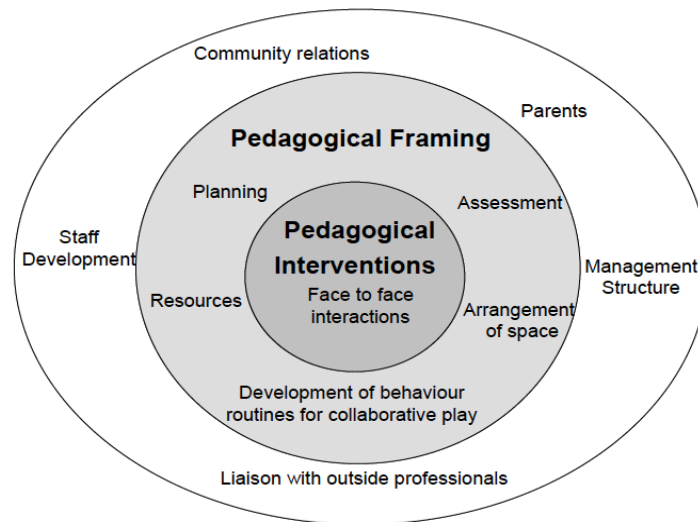 Community relations
Parents
Pedagogical Framing
Planning
Assessment
Staff
Development
Pedagogical
Interventions
Face to face
interactions
Management
Structure
Resources
Arrangement
of space
Development of behaviour
routines for collaborative play
Liaison with outside professionals